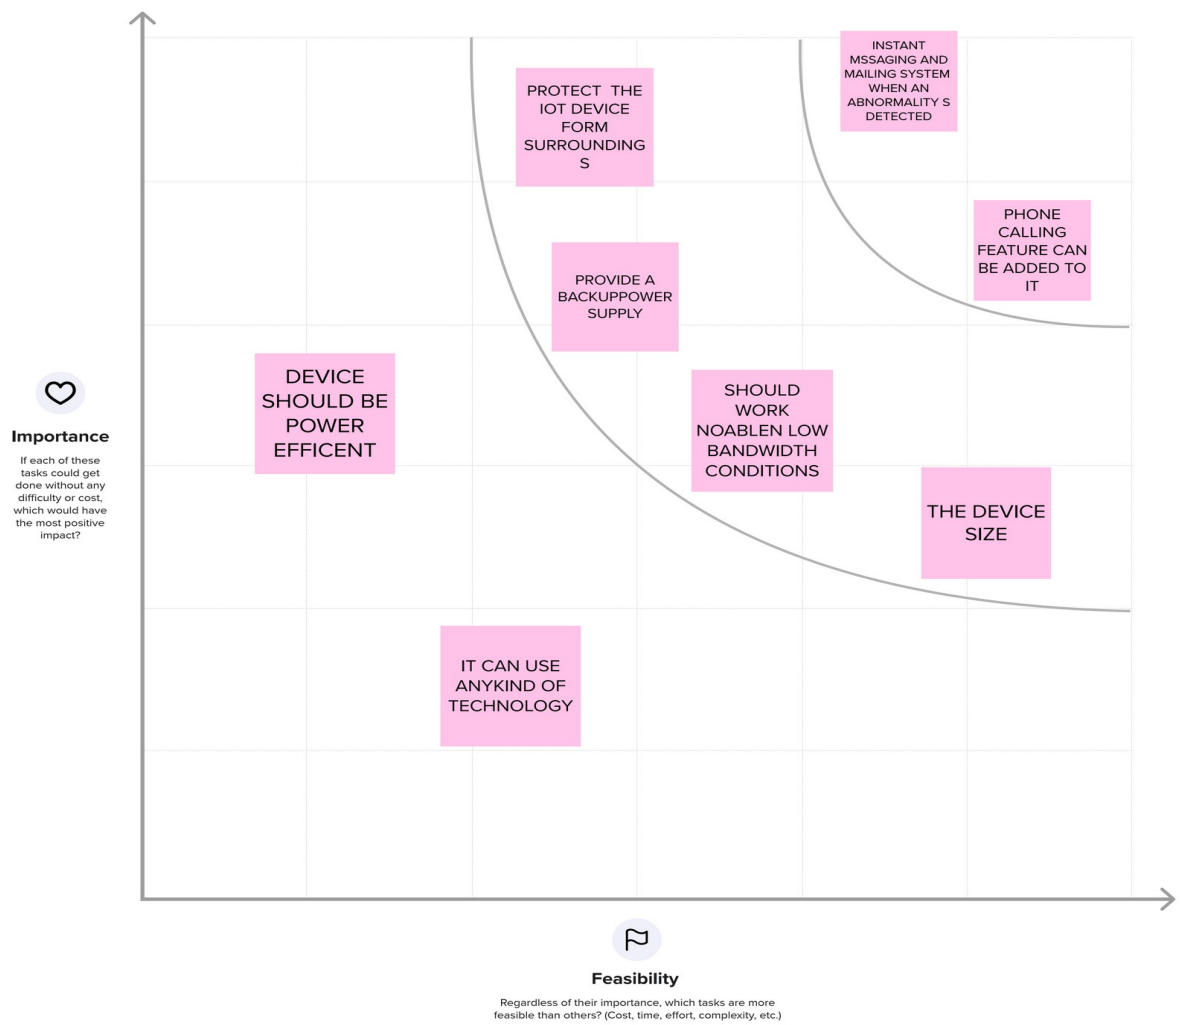 INSTANT
MSSAGING AND
MAILING SYSTEM
WHEN AN
ABNORMALITY S
DETECTED
PROTECT THE
IOT DEVICE
FORM
SURROUNDING
S
PHONE
CALLING
FEATURE CAN
BE ADDED TO
IT
PROVIDE A
BACKUPPOWER
SUPPLY
DEVICE
SHOULD BE
POWER
EFFICENT
SHOULD
WORK
NOABLEN LOW
BANDWIDTH
CONDITIONS
Importance
If each of these
tasks could get
done without any
difficulty or cost,
which would have
the most positive
impact?
THE DEVICE
SIZE
IT CAN USE
ANYKIND OF
TECHNOLOGY
Feasibility
Regardless of their importance, which tasks are more
feasible than others? (Cost, time, effort, complexity, etc.)